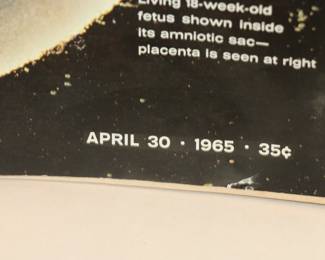 Living 18-week-old
fetus shown inside
its amniotic sac—
placenta is seen at right
APRIL 30 · 1965 · 35¢